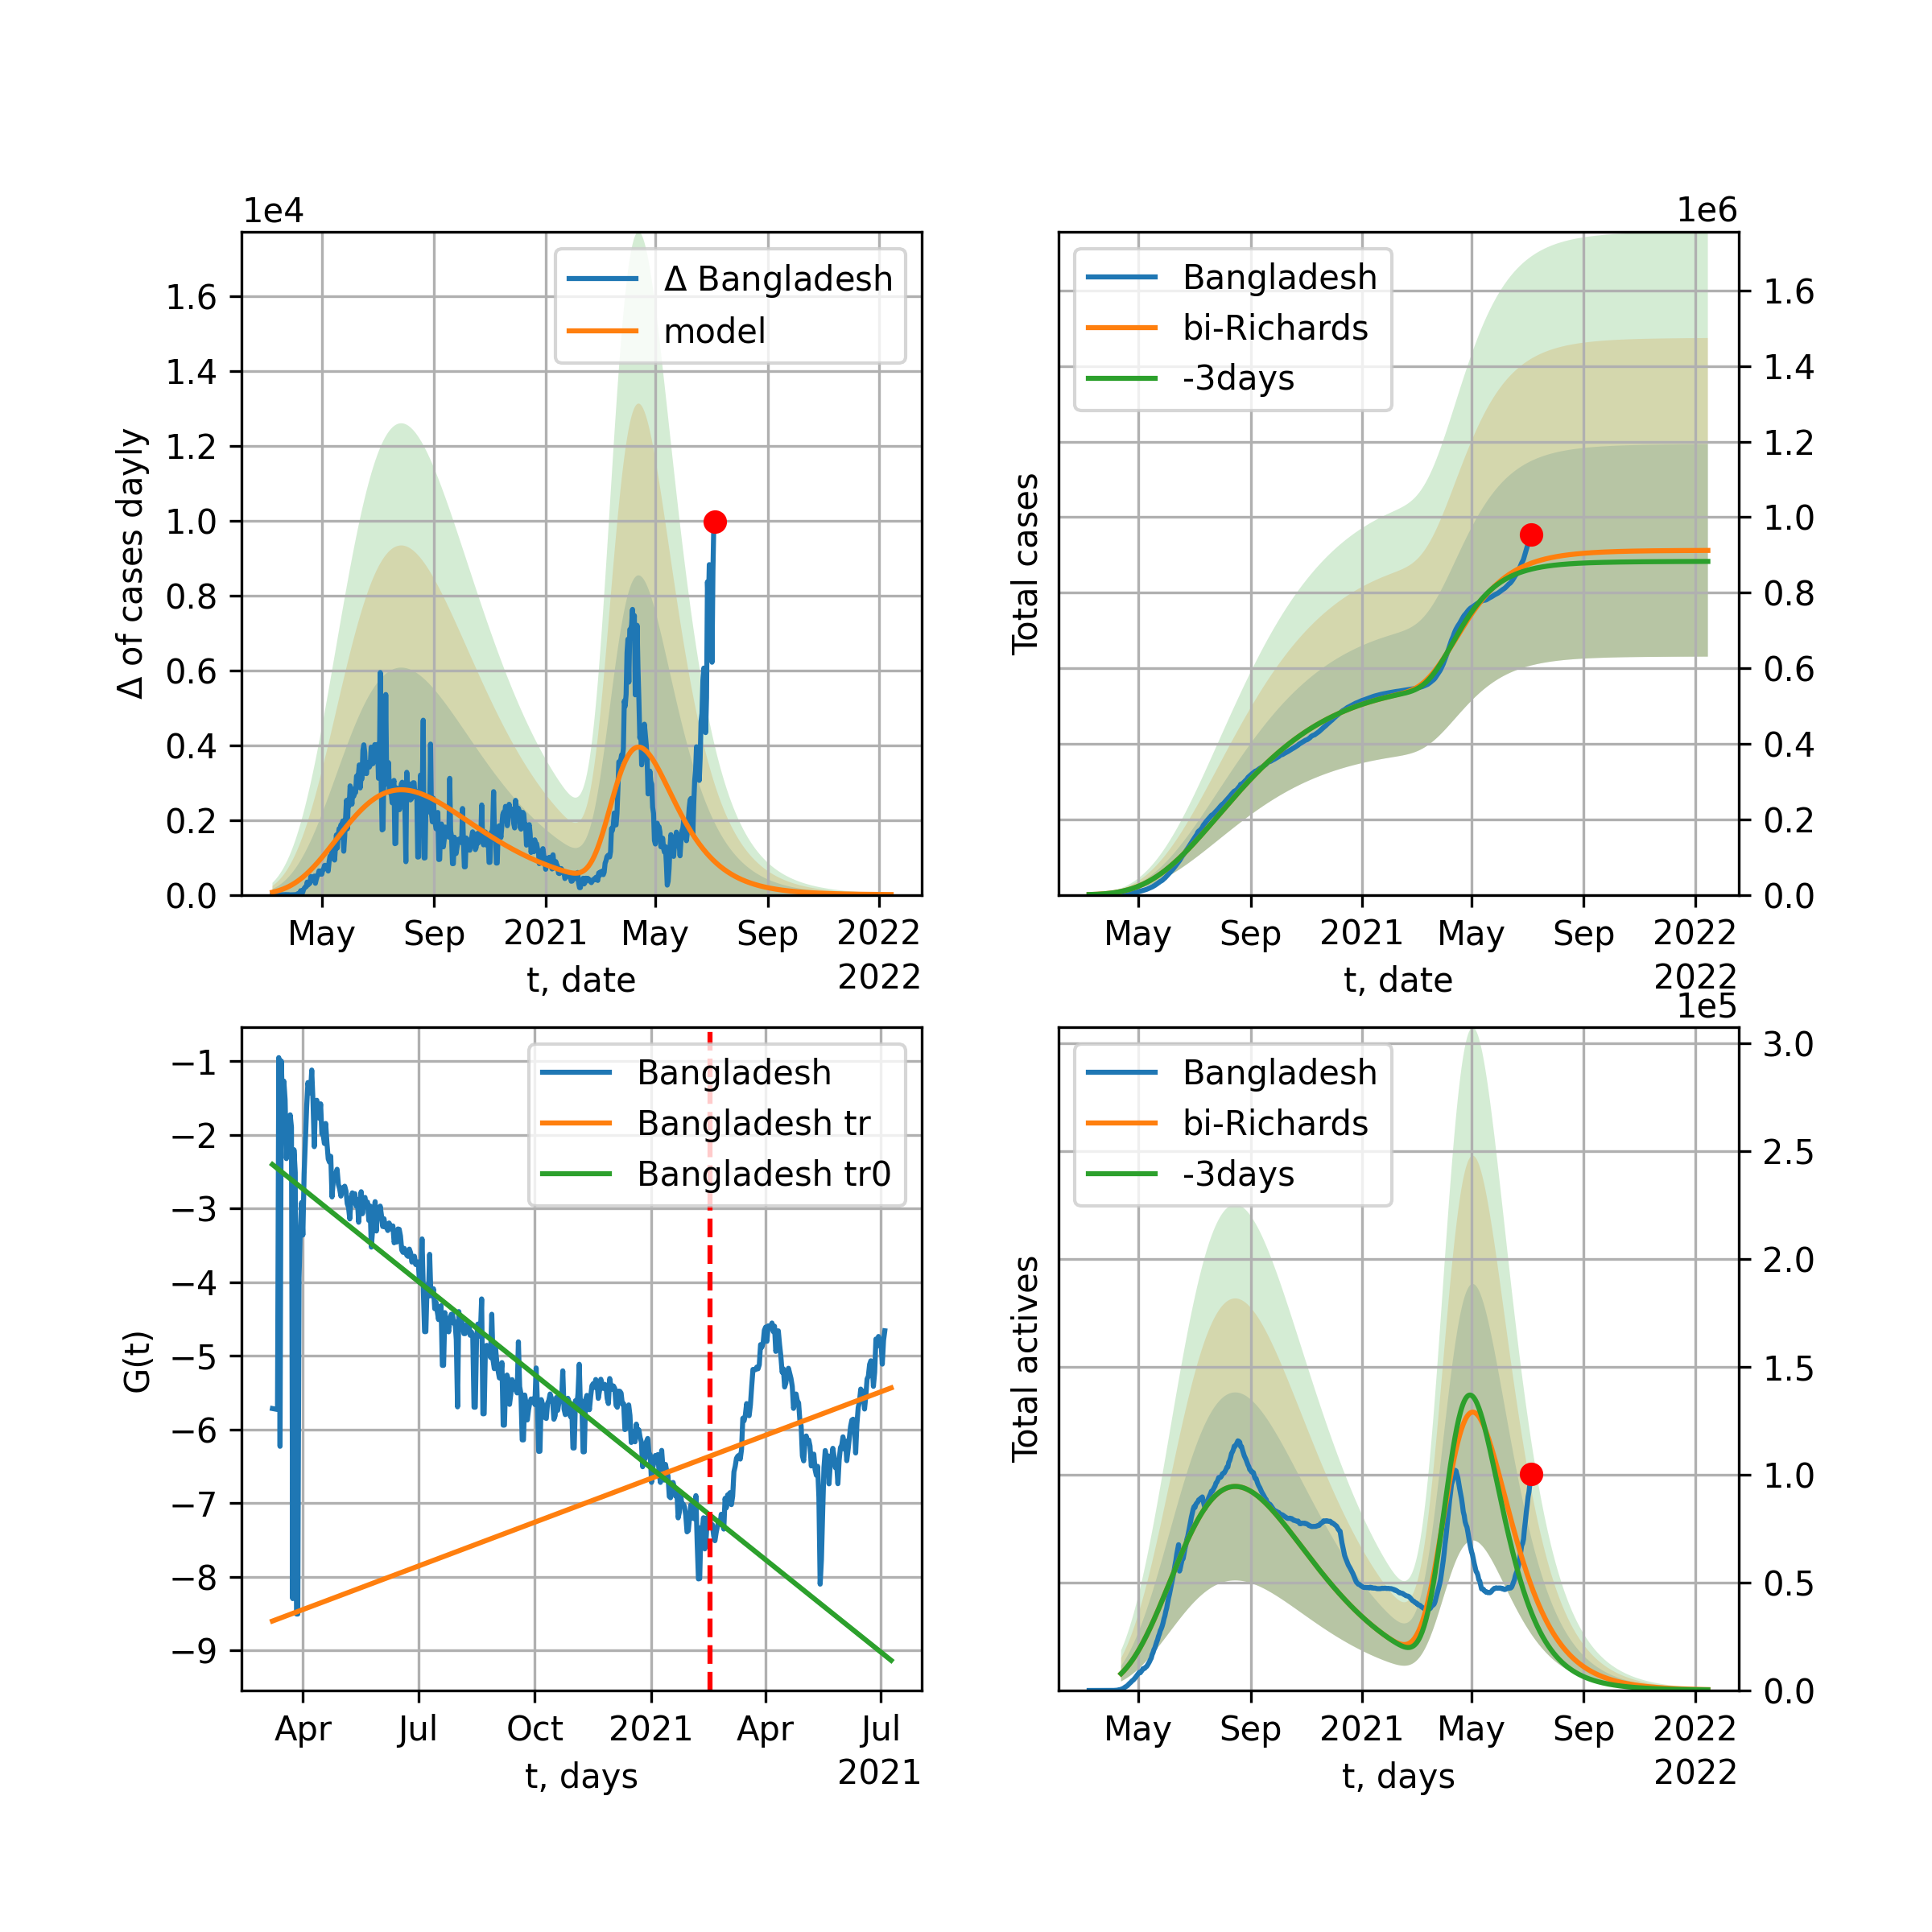 1e4
Δ Bangladesh
model
1.6
1.4
1.2
1.0
0.8
0.6
0.4
0.2
0.0
Δ of cases dayly
May Sep 2021 May Sep 2022
t, date
2022
1e6
Bangladesh
bi-Richards
-3days
Total cases
1.6
1.4
1.2
1.0
0.8
0.6
0.4
0.2
0.0
May Sep 2021 May Sep 2022
t, date
2022
Bangladesh
Bangladesh tr
Bangladesh tr0
−1
−2
−3
−4
−5
−6
−7
−8
−9
G(t)
Apr Jul Oct 2021 Apr Jul
t, days
2021
1e5
Bangladesh
bi-Richards
-3days
Total actives
3.0
2.5
2.0
1.5
1.0
0.5
0.0
May Sep 2021 May Sep 2022
t, days
2022